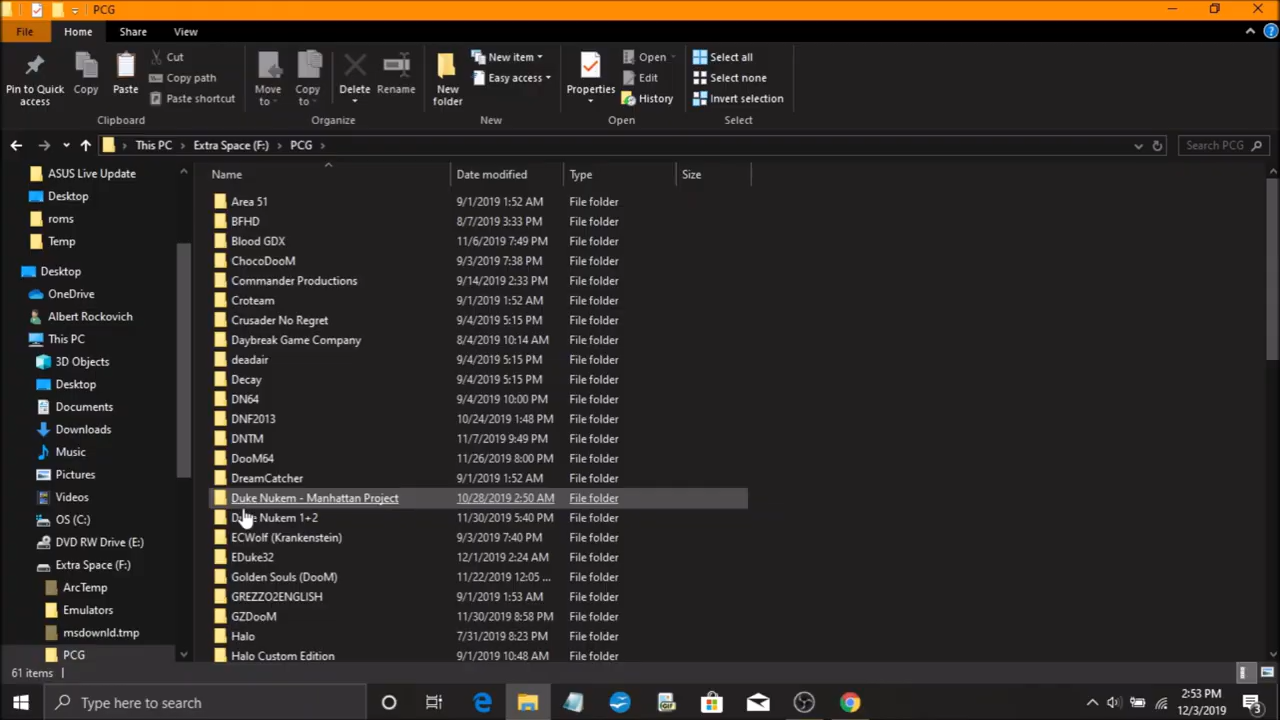 PCG
File Home Share View
Pin to Quick access
Copy
Paste
Cut
Copy path
Paste shortcut
Clipboard
Move to
Copy to
Delete
Rename
Organize
New folder
New item
Easy access
New
Properties
Open
Edit
History
Open
Select all
Select none
Invert selection
Select
This PC > Extra Space (F:) > PCG >
Search PCG
ASUS Live Update
Desktop
roms
Temp
Desktop
OneDrive
Albert Rockovich
This PC
3D Objects
Desktop
Documents
Downloads
Music
Pictures
Videos
OS (C:)
DVD RW Drive (E:)
Extra Space (F:)
ArcTemp
Emulators
msdownld.tmp
PCG
Name Date modified Type Size
Area 51 9/1/2019 1:52 AM File folder
BFHD 8/7/2019 3:33 PM File folder
Blood GDX 11/6/2019 7:49 PM File folder
ChocoDooM 9/3/2019 7:38 PM File folder
Commander Productions 9/14/2019 2:33 PM File folder
Croteam 9/1/2019 1:52 AM File folder
Crusader No Regret 9/4/2019 5:15 PM File folder
Daybreak Game Company 8/4/2019 10:14 AM File folder
deadair 9/4/2019 5:15 PM File folder
Decay 9/4/2019 5:15 PM File folder
DN64 9/4/2019 10:00 PM File folder
DNF2013 10/24/2019 1:48 PM File folder
DNTM 11/7/2019 9:49 PM File folder
DooM64 11/26/2019 8:00 PM File folder
DreamCatcher 9/1/2019 1:52 AM File folder
Duke Nukem - Manhattan Project 10/28/2019 2:50 AM File folder
Duke Nukem 1+2 11/30/2019 5:40 PM File folder
ECWolf (Krankenstein) 9/3/2019 7:40 PM File folder
EDuke32 12/1/2019 2:24 AM File folder
Golden Souls (DooM) 11/22/2019 12:05 ... File folder
GREZZO2ENGLISH 9/1/2019 1:53 AM File folder
GZDooM 11/30/2019 8:58 PM File folder
Halo 7/31/2019 8:23 PM File folder
Halo Custom Edition 9/1/2019 10:48 AM File folder
61 items
Type here to search
GIF
2:53 PM
12/3/2019
3